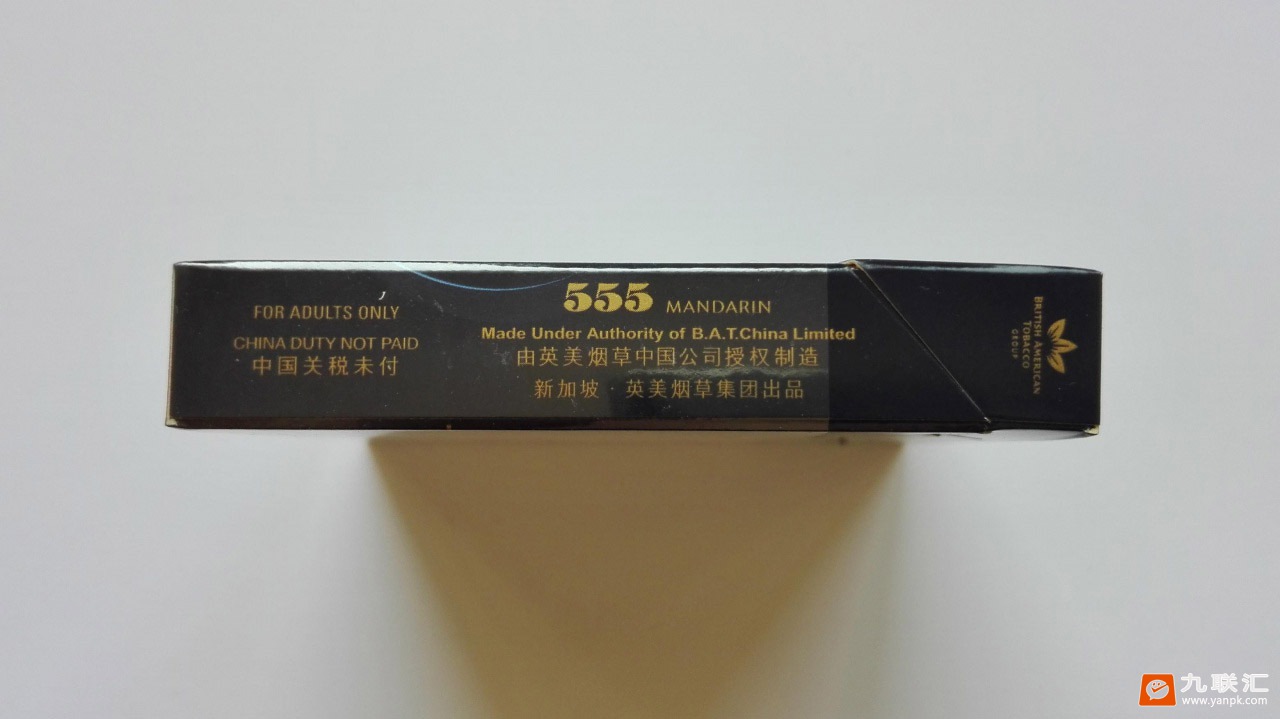 FOR ADULTS ONLY
CHINA DUTY NOT PAID
中国关税未付
555 MANDARIN
Made Under Authority of B.A.T.China Limited
由英美烟草中国公司授权制造
新加坡 英美烟草集团出品
BRITISH AMERICAN
TOBACCO
GROUP
九联汇
www.yanpk.com